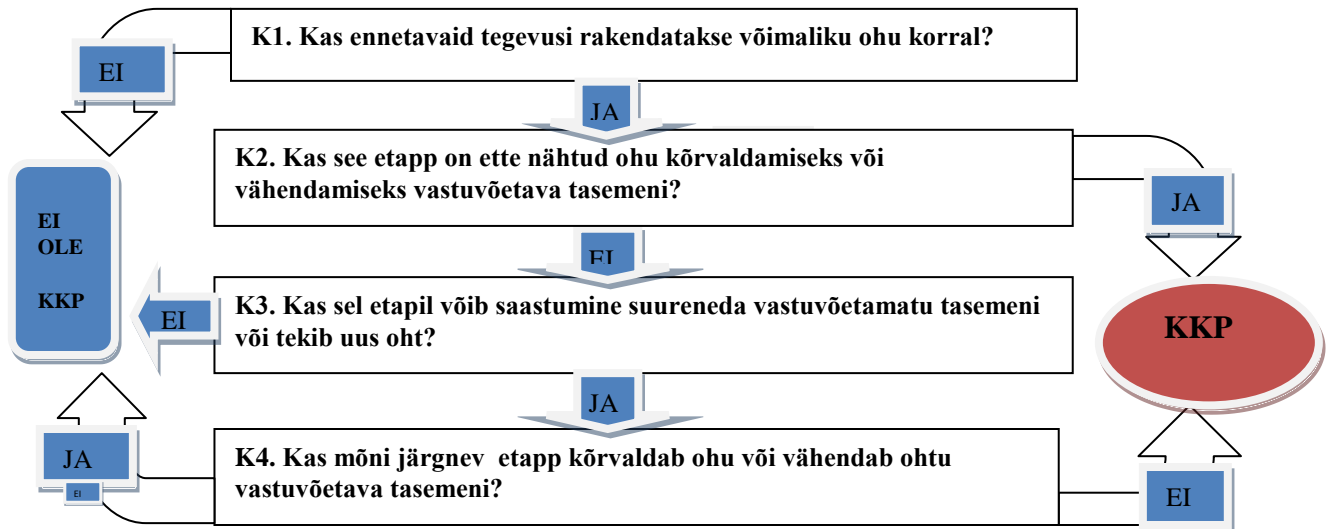 K1. Kas ennetavaid tegevusi rakendatakse võimaliku ohu korral?
EI
JA
K2. Kas see etapp on ette nähtud ohu kõrvaldamiseks või
vähendamiseks vastuvõetava tasemeni?
JA
EI
OLE
KKP
EI
K3. Kas sel etapil võib saastumine suureneda vastuvõetamatu tasemeni
või tekib uus oht?
EI
KKP
JA
K4. Kas mõni järgnev etapp kõrvaldab ohu või vähendab ohtu
vastuvõetava tasemeni?
JA
EI
EI